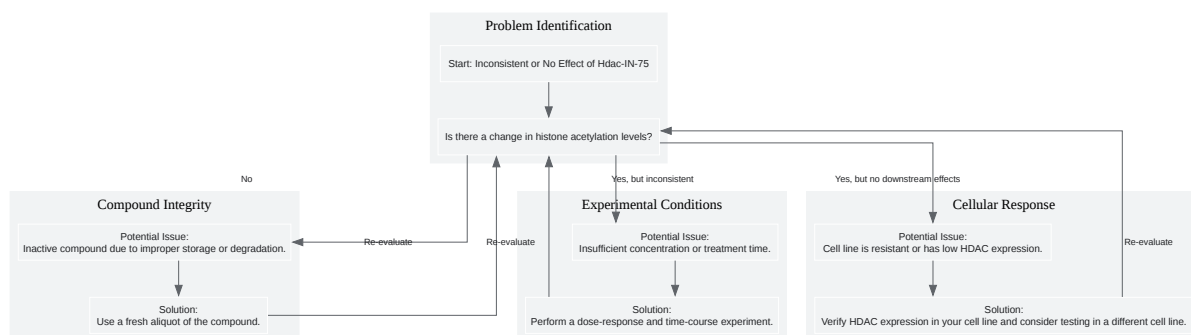 Problem Identification
Start: Inconsistent or No Effect of Hdac-IN-75
Is there a change in histone acetylation levels?
No
Yes, but inconsistent
Yes, but no downstream effects
Compound Integrity
Potential Issue:
Inactive compound due to improper storage or degradation.
Re-evaluate
Solution:
Use a fresh aliquot of the compound.
Re-evaluate
Experimental Conditions
Potential Issue:
Insufficient concentration or treatment time.
Solution:
Perform a dose-response and time-course experiment.
Cellular Response
Potential Issue:
Cell line is resistant or has low HDAC expression.
Re-evaluate
Solution:
Verify HDAC expression in your cell line and consider testing in a different cell line.